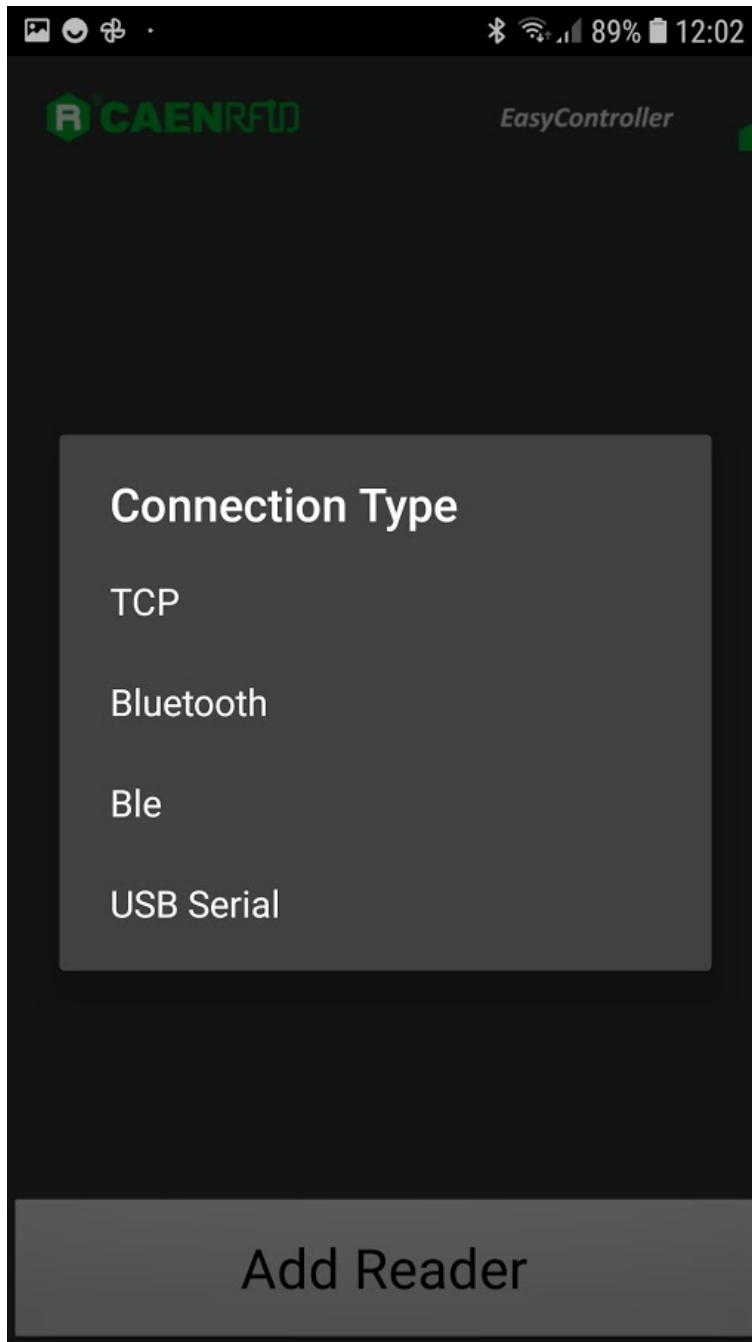 89% 12:02
R CAENRFID EasyController
Connection Type
TCP
Bluetooth
Ble
USB Serial
Add Reader